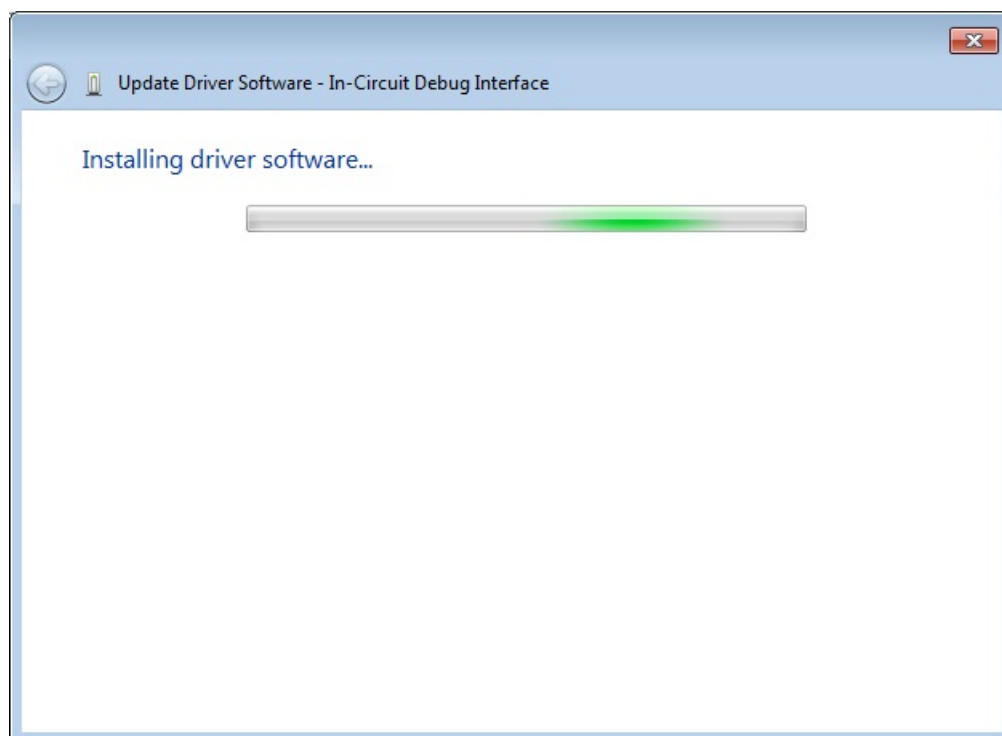 Update Driver Software - In-Circuit Debug Interface
Installing driver software...